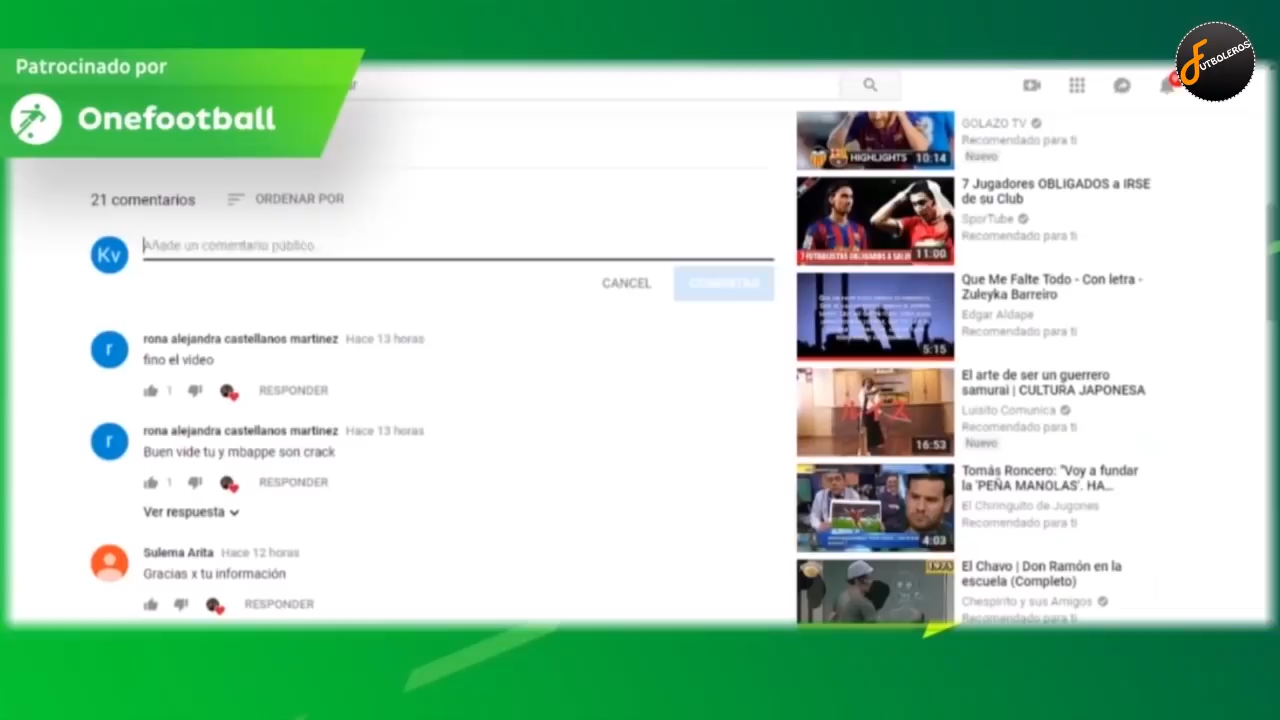 Patrocinado por
Onefootball
FUTBOLEROS
21 comentarios
ORDENAR POR
Kv
Añade un comentario público
CANCEL
r
rona alejandra castellanos martinez Hace 13 horas
fino el video
1
RESPONDER
r
rona alejandra castellanos martinez Hace 13 horas
Buen vide tu y mbappe son crack
1
RESPONDER
Ver respuesta
Sulema Arita Hace 12 horas
Gracias x tu información
RESPONDER
HIGHLIGHTS 10:14
GOLAZO TV
Recomendado para ti
Nuevo
11:00
7 Jugadores OBLIGADOS a IRSE
de su Club
SporTube
Recomendado para ti
5:15
Que Me Falte Todo - Con letra -
Zuleyka Barreiro
Edgar Aldape
Recomendado para ti
16:53
El arte de ser un guerrero
samurai | CULTURA JAPONESA
Luisito Comunica
Recomendado para ti
Nuevo
4:03
Tomás Roncero: "Voy a fundar
la 'PEÑA MANOLAS'. HA...
El Chiringuito de Jugones
Recomendado para ti
1973
El Chavo | Don Ramón en la
escuela (Completo)
Chespirito y sus Amigos
Recomendado para ti